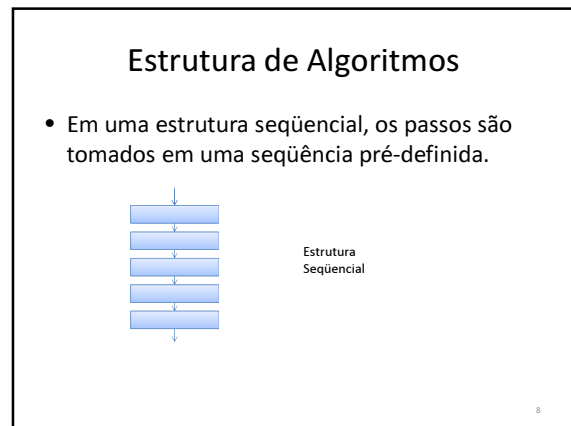 Estrutura de Algoritmos
• Em uma estrutura seqüencial, os passos são
tomados em uma seqüência pré-definida.
Estrutura
Seqüencial
8